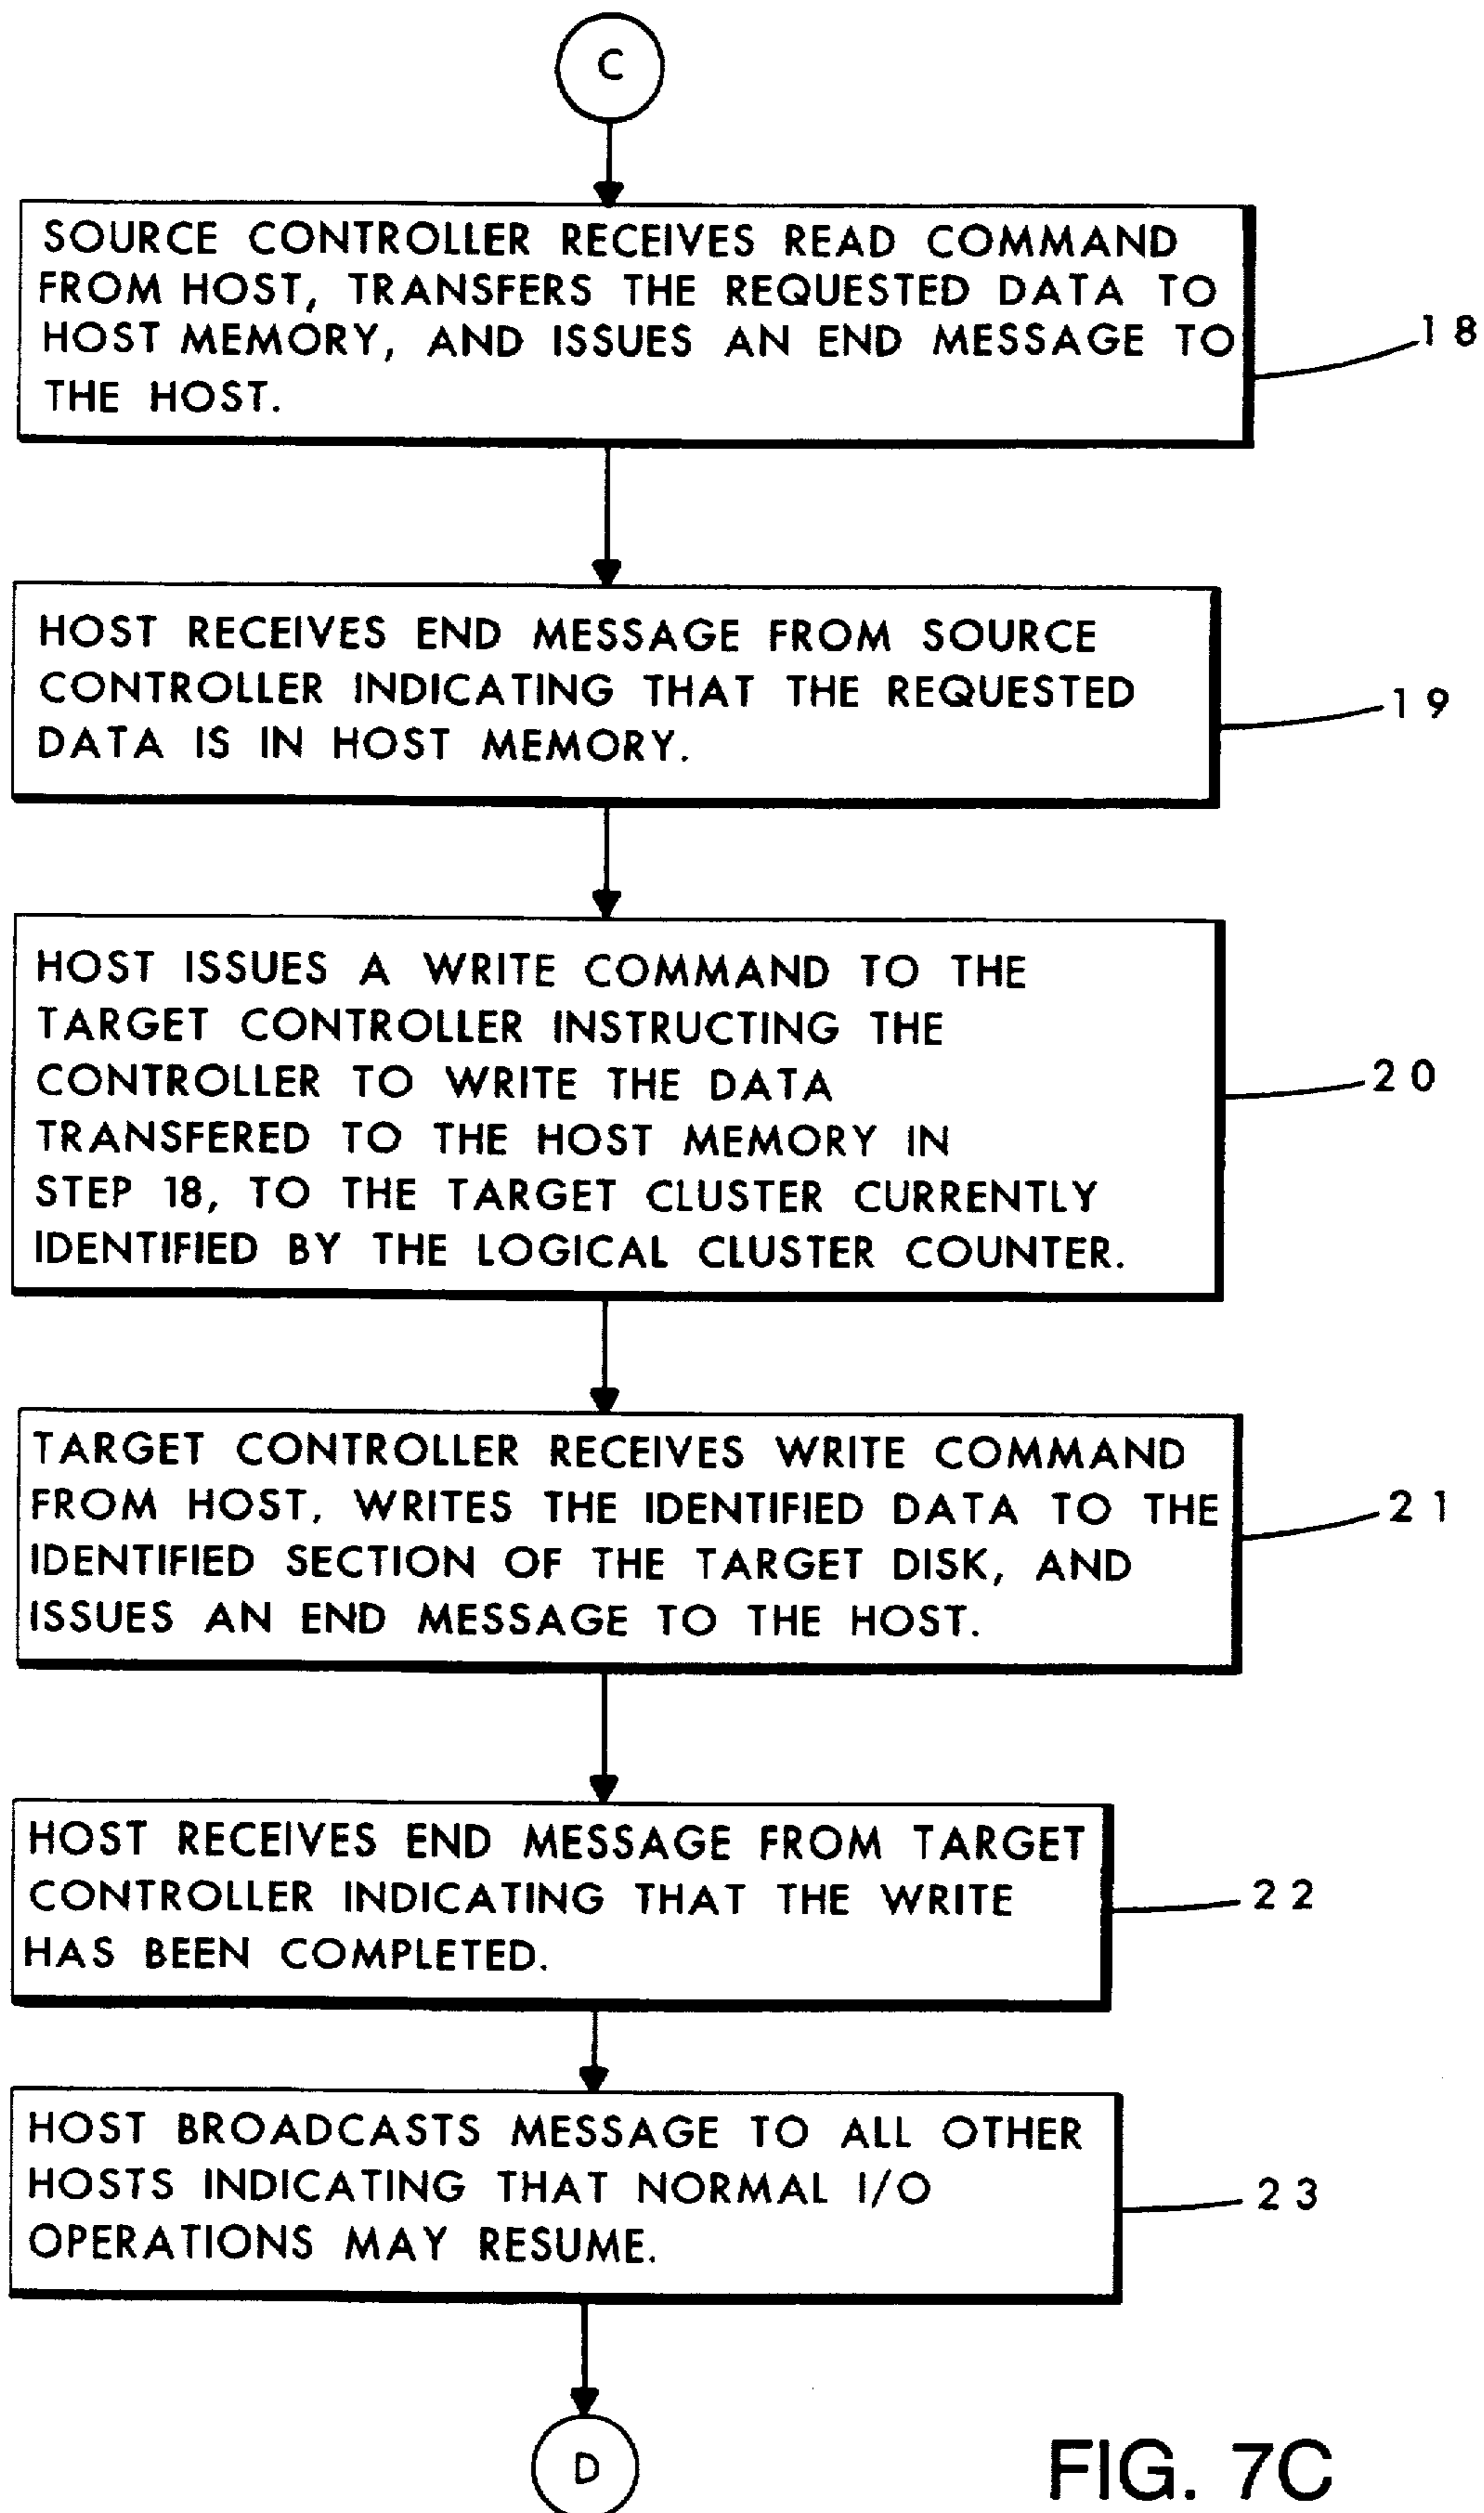 C
SOURCE CONTROLLER RECEIVES READ COMMAND
FROM HOST, TRANSFERS THE REQUESTED DATA TO
HOST MEMORY, AND ISSUES AN END MESSAGE TO
THE HOST.
18
HOST RECEIVES END MESSAGE FROM SOURCE
CONTROLLER INDICATING THAT THE REQUESTED
DATA IS IN HOST MEMORY.
19
HOST ISSUES A WRITE COMMAND TO THE
TARGET CONTROLLER INSTRUCTING THE
CONTROLLER TO WRITE THE DATA
TRANSFERED TO THE HOST MEMORY IN
STEP 18, TO THE TARGET CLUSTER CURRENTLY
IDENTIFIED BY THE LOGICAL CLUSTER COUNTER.
20
TARGET CONTROLLER RECEIVES WRITE COMMAND
FROM HOST, WRITES THE IDENTIFIED DATA TO THE
IDENTIFIED SECTION OF THE TARGET DISK, AND
ISSUES AN END MESSAGE TO THE HOST.
21
HOST RECEIVES END MESSAGE FROM TARGET
CONTROLLER INDICATING THAT THE WRITE
HAS BEEN COMPLETED.
22
HOST BROADCASTS MESSAGE TO ALL OTHER
HOSTS INDICATING THAT NORMAL I/O
OPERATIONS MAY RESUME.
23
D
FIG. 7C